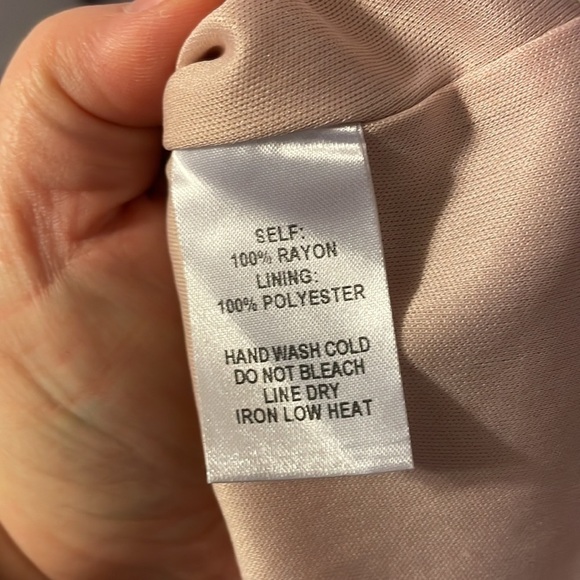 SELF:
100% RAYON
LINING:
100% POLYESTER
HAND WASH COLD
DO NOT BLEACH
LINE DRY
IRON LOW HEAT